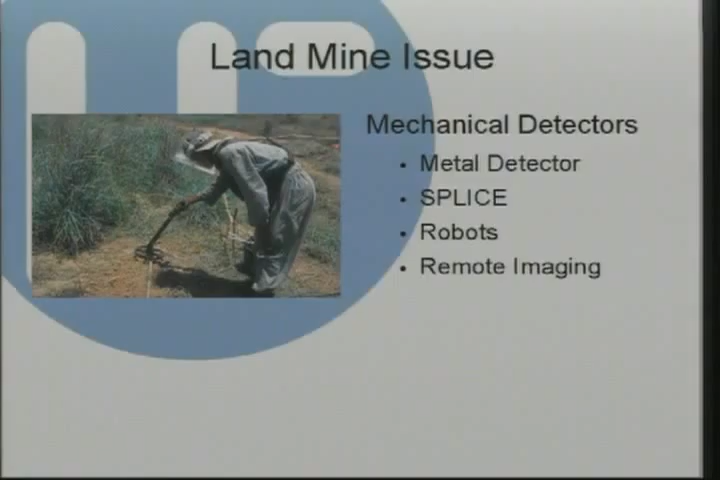 Land Mine Issue
Mechanical Detectors
• Metal Detector
• SPLICE
• Robots
• Remote Imaging